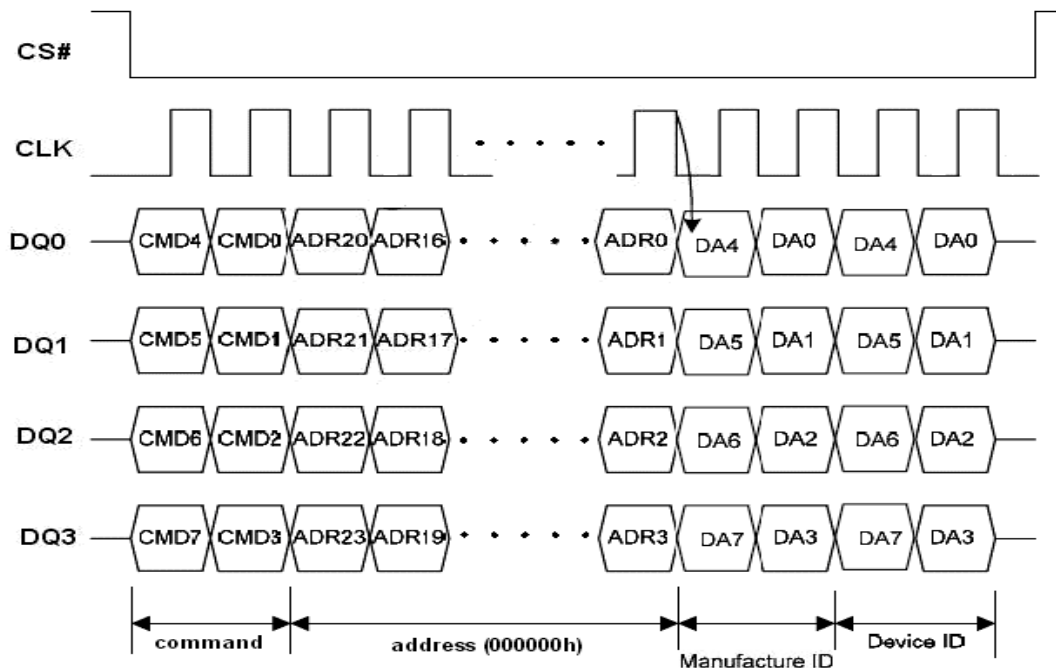 CS#
CLK
DQ0 CMD4 CMD0 ADR20 ADR16 ADR0 DA4 DA0 DA4 DA0
DQ1 CMD5 CMD1 ADR21 ADR17 ADR1 DA5 DA1 DA5 DA1
DQ2 CMD6 CMD2 ADR22 ADR18 ADR2 DA6 DA2 DA6 DA2
DQ3 CMD7 CMD3 ADR23 ADR19 ADR3 DA7 DA3 DA7 DA3
command address (000000h) Manufacture ID Device ID